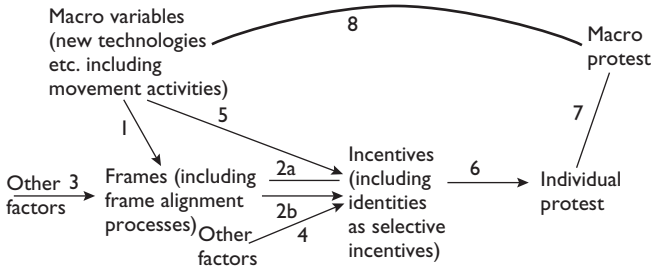 Macro variables
(new technologies
etc. including
movement activities)
8
Macro
protest
1
5
7
Other
factors
3
Frames (including
frame alignment
processes)
2a
2b
Other
factors
4
Incentives
(including
identities
as selective
incentives)
6
Individual
protest